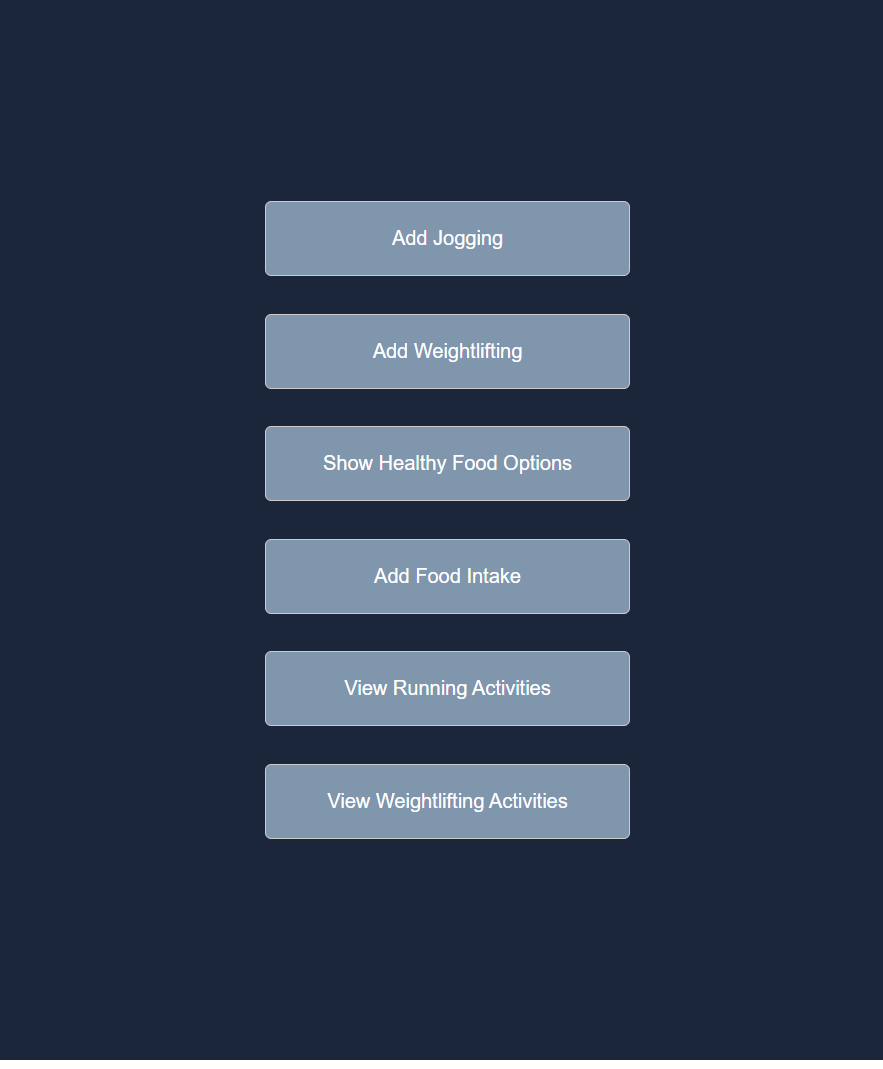 Add Jogging
Add Weightlifting
Show Healthy Food Options
Add Food Intake
View Running Activities
View Weightlifting Activities